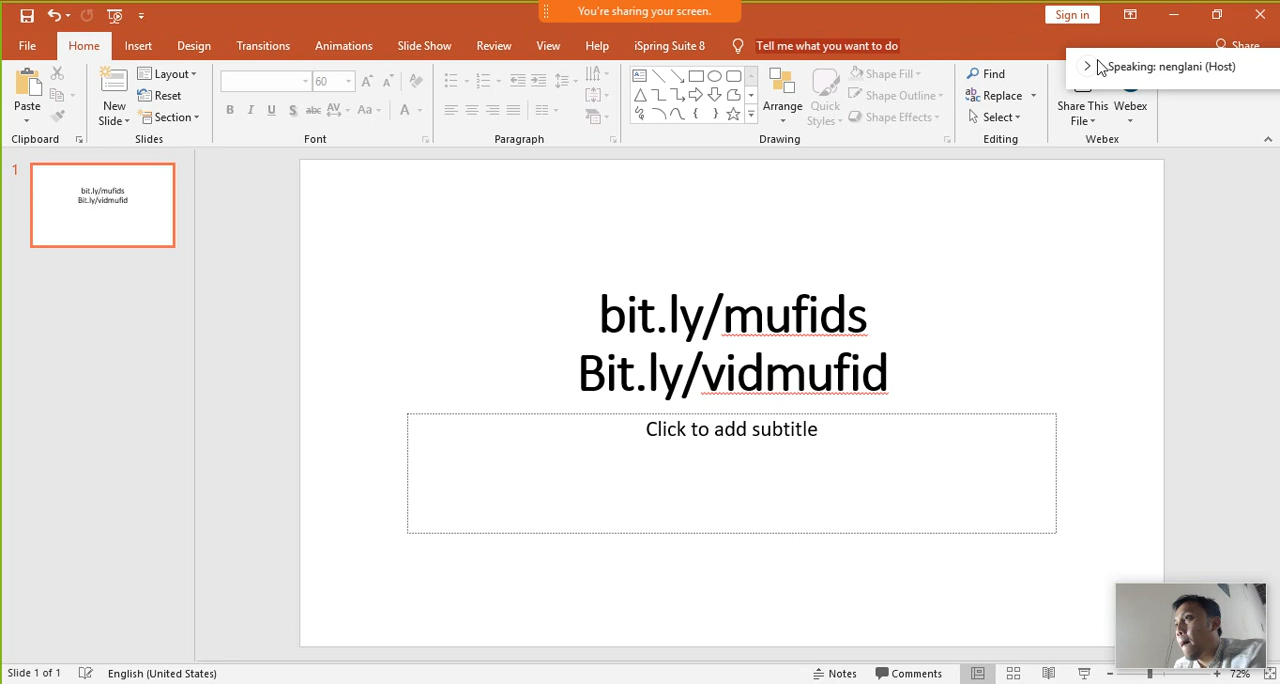 You're sharing your screen.
Sign in
File Home Insert Design Transitions Animations Slide Show Review View Help iSpring Suite 8 Tell me what you want to do Share
Speaking: nenglani (Host)
Paste
New Slide
Layout
Reset
Section
60
B I U S abc AV Aa A
Arrange
Quick Styles
Shape Fill
Shape Outline
Shape Effects
Find
Replace
Select
Share This File
Webex
Clipboard Slides Font Paragraph Drawing Editing Webex
1
bit.ly/mufids
Bit.ly/vidmufid
bit.ly/mufids
Bit.ly/vidmufid
Click to add subtitle
Slide 1 of 1 English (United States) Notes Comments 72%